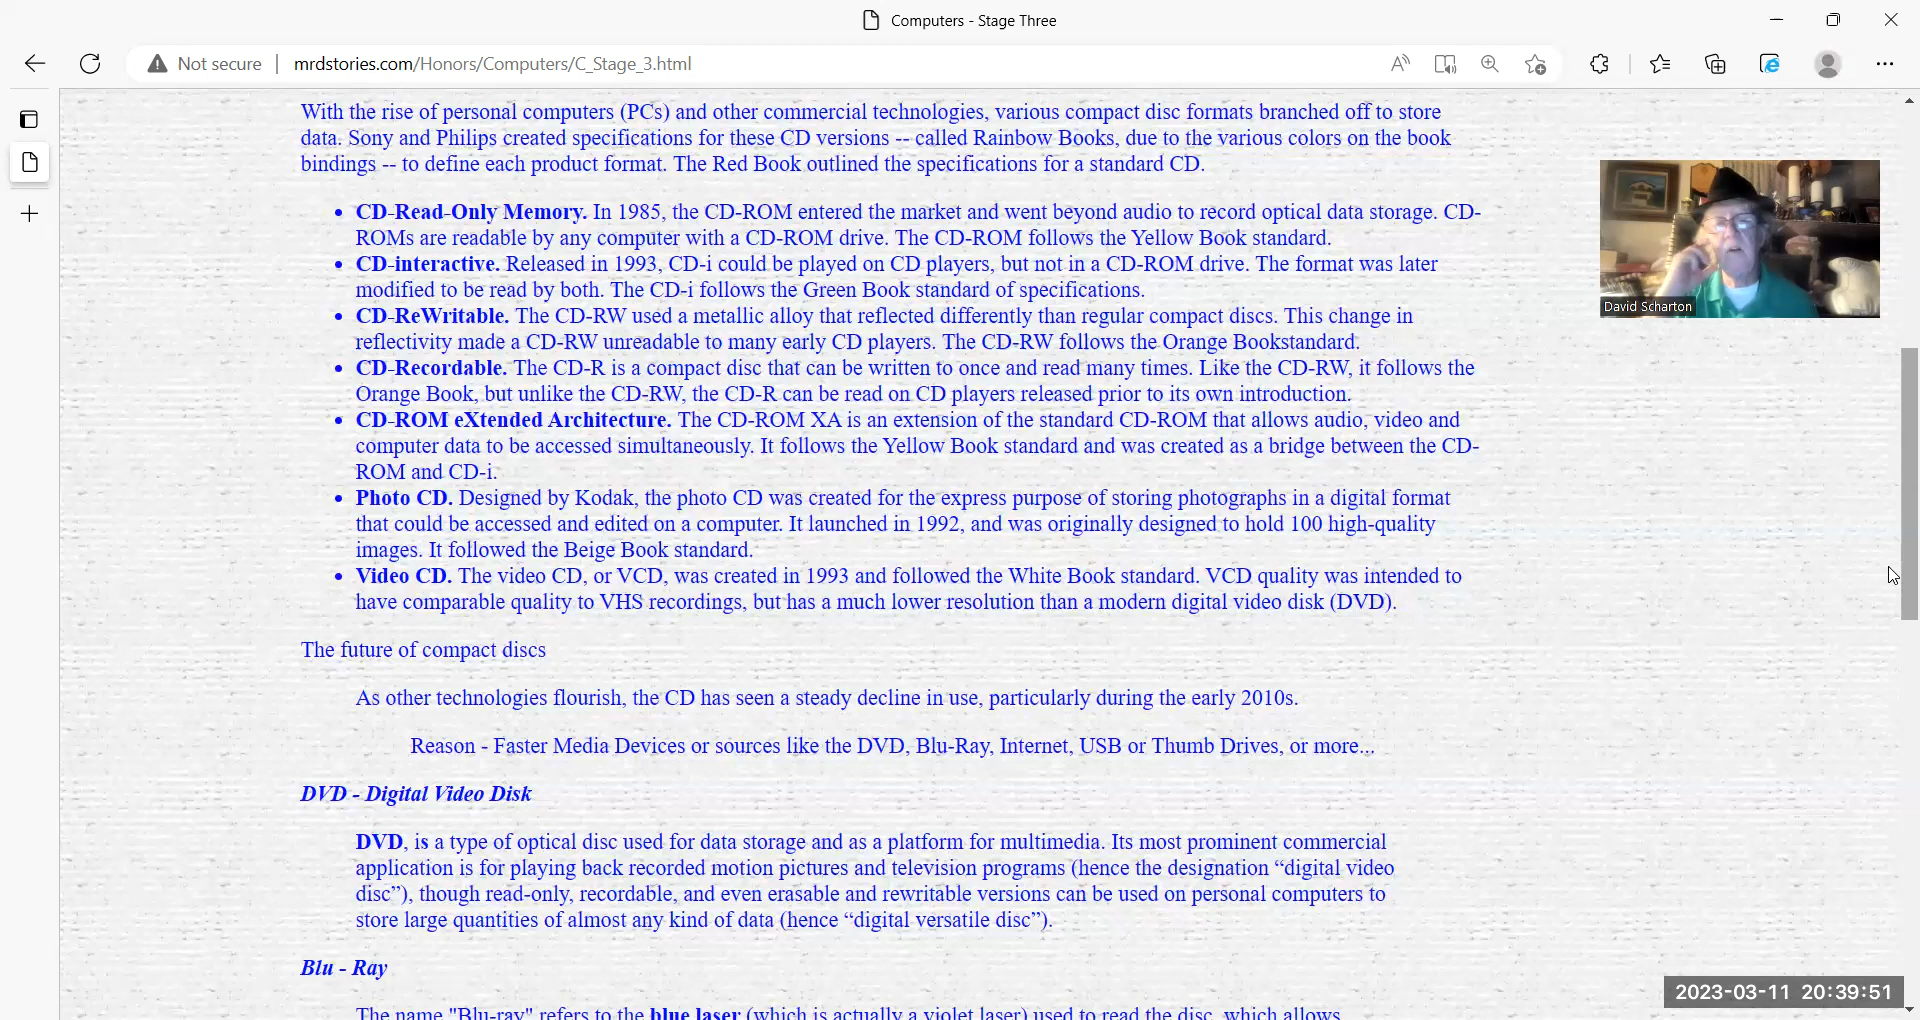 Computers - Stage Three
Not secure
mrdstories.com/Honors/Computers/C_Stage_3.html
With the rise of personal computers (PCs) and other commercial technologies, various compact disc formats branched off to store
data. Sony and Philips created specifications for these CD versions -- called Rainbow Books, due to the various colors on the book
bindings -- to define each product format. The Red Book outlined the specifications for a standard CD.
• CD-Read-Only Memory. In 1985, the CD-ROM entered the market and went beyond audio to record optical data storage. CD-
ROMs are readable by any computer with a CD-ROM drive. The CD-ROM follows the Yellow Book standard.
• CD-interactive. Released in 1993, CD-i could be played on CD players, but not in a CD-ROM drive. The format was later
modified to be read by both. The CD-i follows the Green Book standard of specifications.
• CD-ReWritable. The CD-RW used a metallic alloy that reflected differently than regular compact discs. This change in
reflectivity made a CD-RW unreadable to many early CD players. The CD-RW follows the Orange Bookstandard.
• CD-Recordable. The CD-R is a compact disc that can be written to once and read many times. Like the CD-RW, it follows the
Orange Book, but unlike the CD-RW, the CD-R can be read on CD players released prior to its own introduction.
• CD-ROM eXtended Architecture. The CD-ROM XA is an extension of the standard CD-ROM that allows audio, video and
computer data to be accessed simultaneously. It follows the Yellow Book standard and was created as a bridge between the CD-
ROM and CD-i.
• Photo CD. Designed by Kodak, the photo CD was created for the express purpose of storing photographs in a digital format
that could be accessed and edited on a computer. It launched in 1992, and was originally designed to hold 100 high-quality
images. It followed the Beige Book standard.
• Video CD. The video CD, or VCD, was created in 1993 and followed the White Book standard. VCD quality was intended to
have comparable quality to VHS recordings, but has a much lower resolution than a modern digital video disk (DVD).
The future of compact discs
As other technologies flourish, the CD has seen a steady decline in use, particularly during the early 2010s.
Reason - Faster Media Devices or sources like the DVD, Blu-Ray, Internet, USB or Thumb Drives, or more...
DVD - Digital Video Disk
DVD, is a type of optical disc used for data storage and as a platform for multimedia. Its most prominent commercial
application is for playing back recorded motion pictures and television programs (hence the designation “digital video
disc”), though read-only, recordable, and even erasable and rewritable versions can be used on personal computers to
store large quantities of almost any kind of data (hence “digital versatile disc”).
Blu - Ray
The name "Blu-ray" refers to the blue laser (which is actually a violet laser) used to read the disc, which allows
David Scharton
2023-03-11 20:39:51